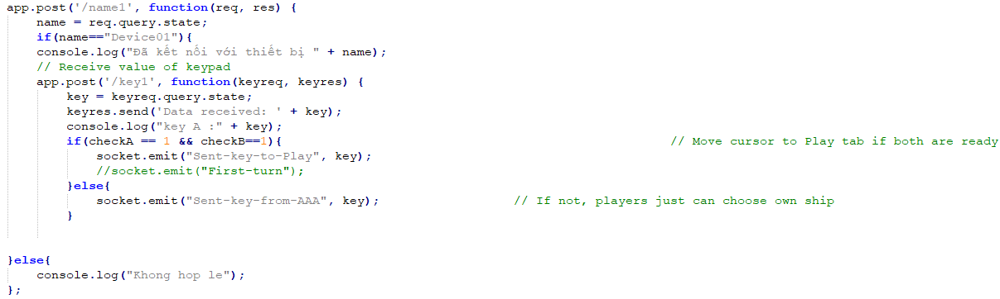 app.post('/name1', function(req, res) {
    name = req.query.state;
    if(name=="Device01"){
    console.log("Đã kết nối với thiết bị " + name);
    // Receive value of keypad
    app.post('/key1', function(keyreq, keyres) {
        key = keyreq.query.state;
        keyres.send('Data received: ' + key);
        console.log("key A :" + key);
        if(checkA == 1 && checkB==1){ // Move cursor to Play tab if both are ready
            socket.emit("Sent-key-to-Play", key);
            //socket.emit("First-turn");
        }else{
            socket.emit("Sent-key-from-AAA", key); // If not, players just can choose own ship
        }
}else{
    console.log("Khong hop le");
};